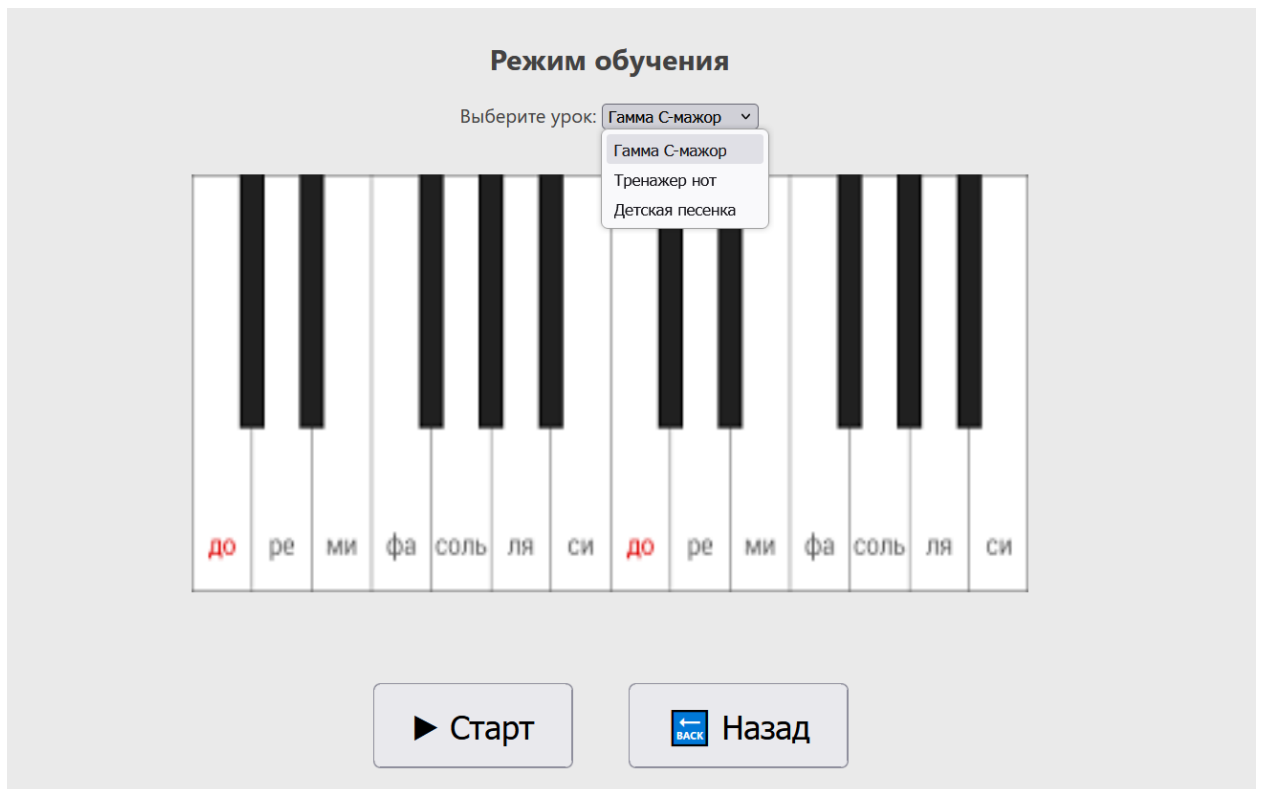 Режим обучения
Выберите урок: Гамма С-мажор
Гамма С-мажор
Тренажер нот
Детская песенка
до ре ми фа соль ля си до ре ми фа соль ля си
▶ Старт
BACK Назад